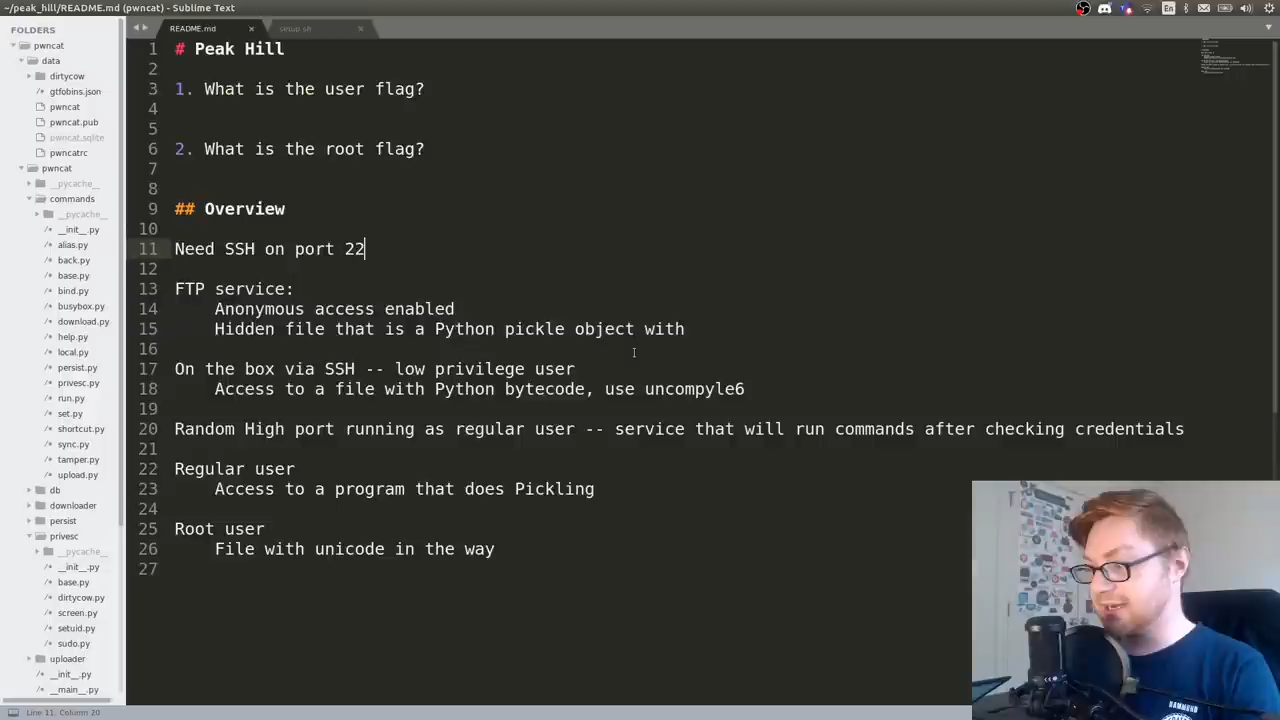 ~/peak_hill/README.md (pwncat) - Sublime Text
En
FOLDERS
pwncat
data
dirtycow
gtfobins.json
pwncat
pwncat.pub
pwncat.sqlite
pwncatrc
pwncat
__pycache__
commands
__pycache__
__init__.py
alias.py
back.py
base.py
bind.py
busybox.py
download.py
help.py
local.py
persist.py
privesc.py
run.py
set.py
shortcut.py
sync.py
tamper.py
upload.py
db
downloader
persist
privesc
__pycache__
__init__.py
base.py
dirtycow.py
screen.py
setuid.py
sudo.py
uploader
__init__.py
__main__.py
README.md
setup.sh
1 # Peak Hill
2
3 1. What is the user flag?
4
5
6 2. What is the root flag?
7
8
9 ## Overview
10
11 Need SSH on port 22
12
13 FTP service:
14 Anonymous access enabled
15 Hidden file that is a Python pickle object with
16
17 On the box via SSH -- low privilege user
18 Access to a file with Python bytecode, use uncompyle6
19
20 Random High port running as regular user -- service that will run commands after checking credentials
21
22 Regular user
23 Access to a program that does Pickling
24
25 Root user
26 File with unicode in the way
27
HAMMOND
Line 11, Column 20